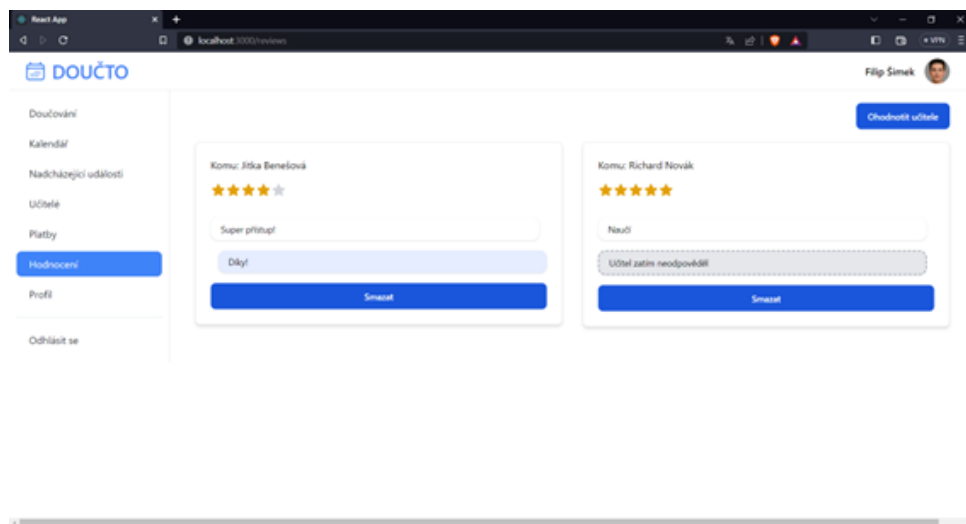 React App
localhost:3000/reviews
VPN
DOUČTO
Filip Šimek
Doučování
Kalendář
Nadcházející události
Učitelé
Platby
Hodnocení
Profil
Odhlásit se
Ohodnotit učitele
Komu: Jitka Benešová
Super přístup!
Díky!
Smazat
Komu: Richard Novák
Naučí
Učitel zatím neodpověděl
Smazat